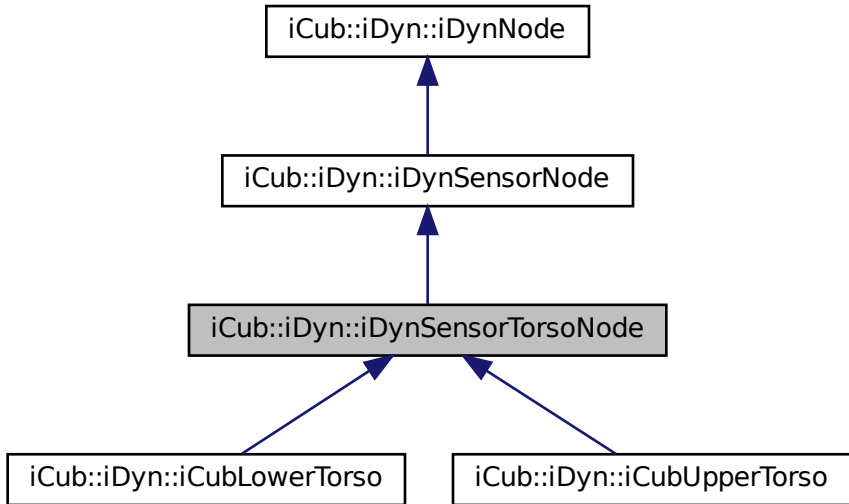 iCub::iDyn::iDynNode
iCub::iDyn::iDynSensorNode
iCub::iDyn::iDynSensorTorsoNode
iCub::iDyn::iCubLowerTorso
iCub::iDyn::iCubUpperTorso